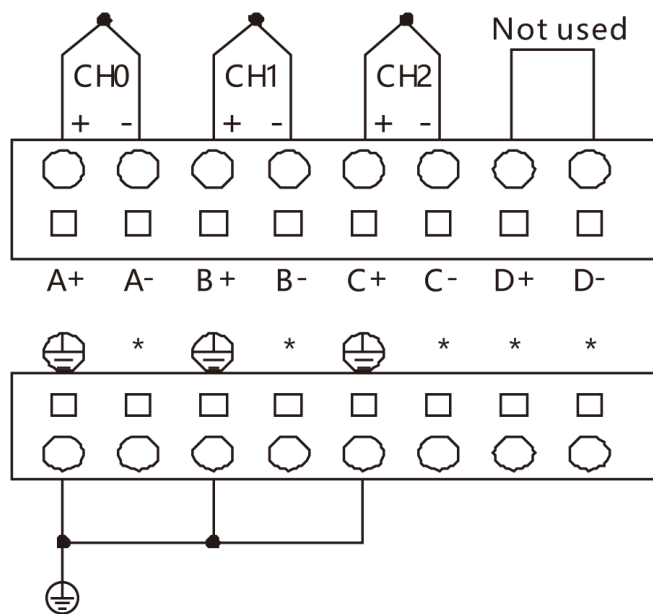 Not used
CH0 CH1 CH2
+ - + - + -
A+ A- B+ B- C+ C- D+ D-
* * * * *